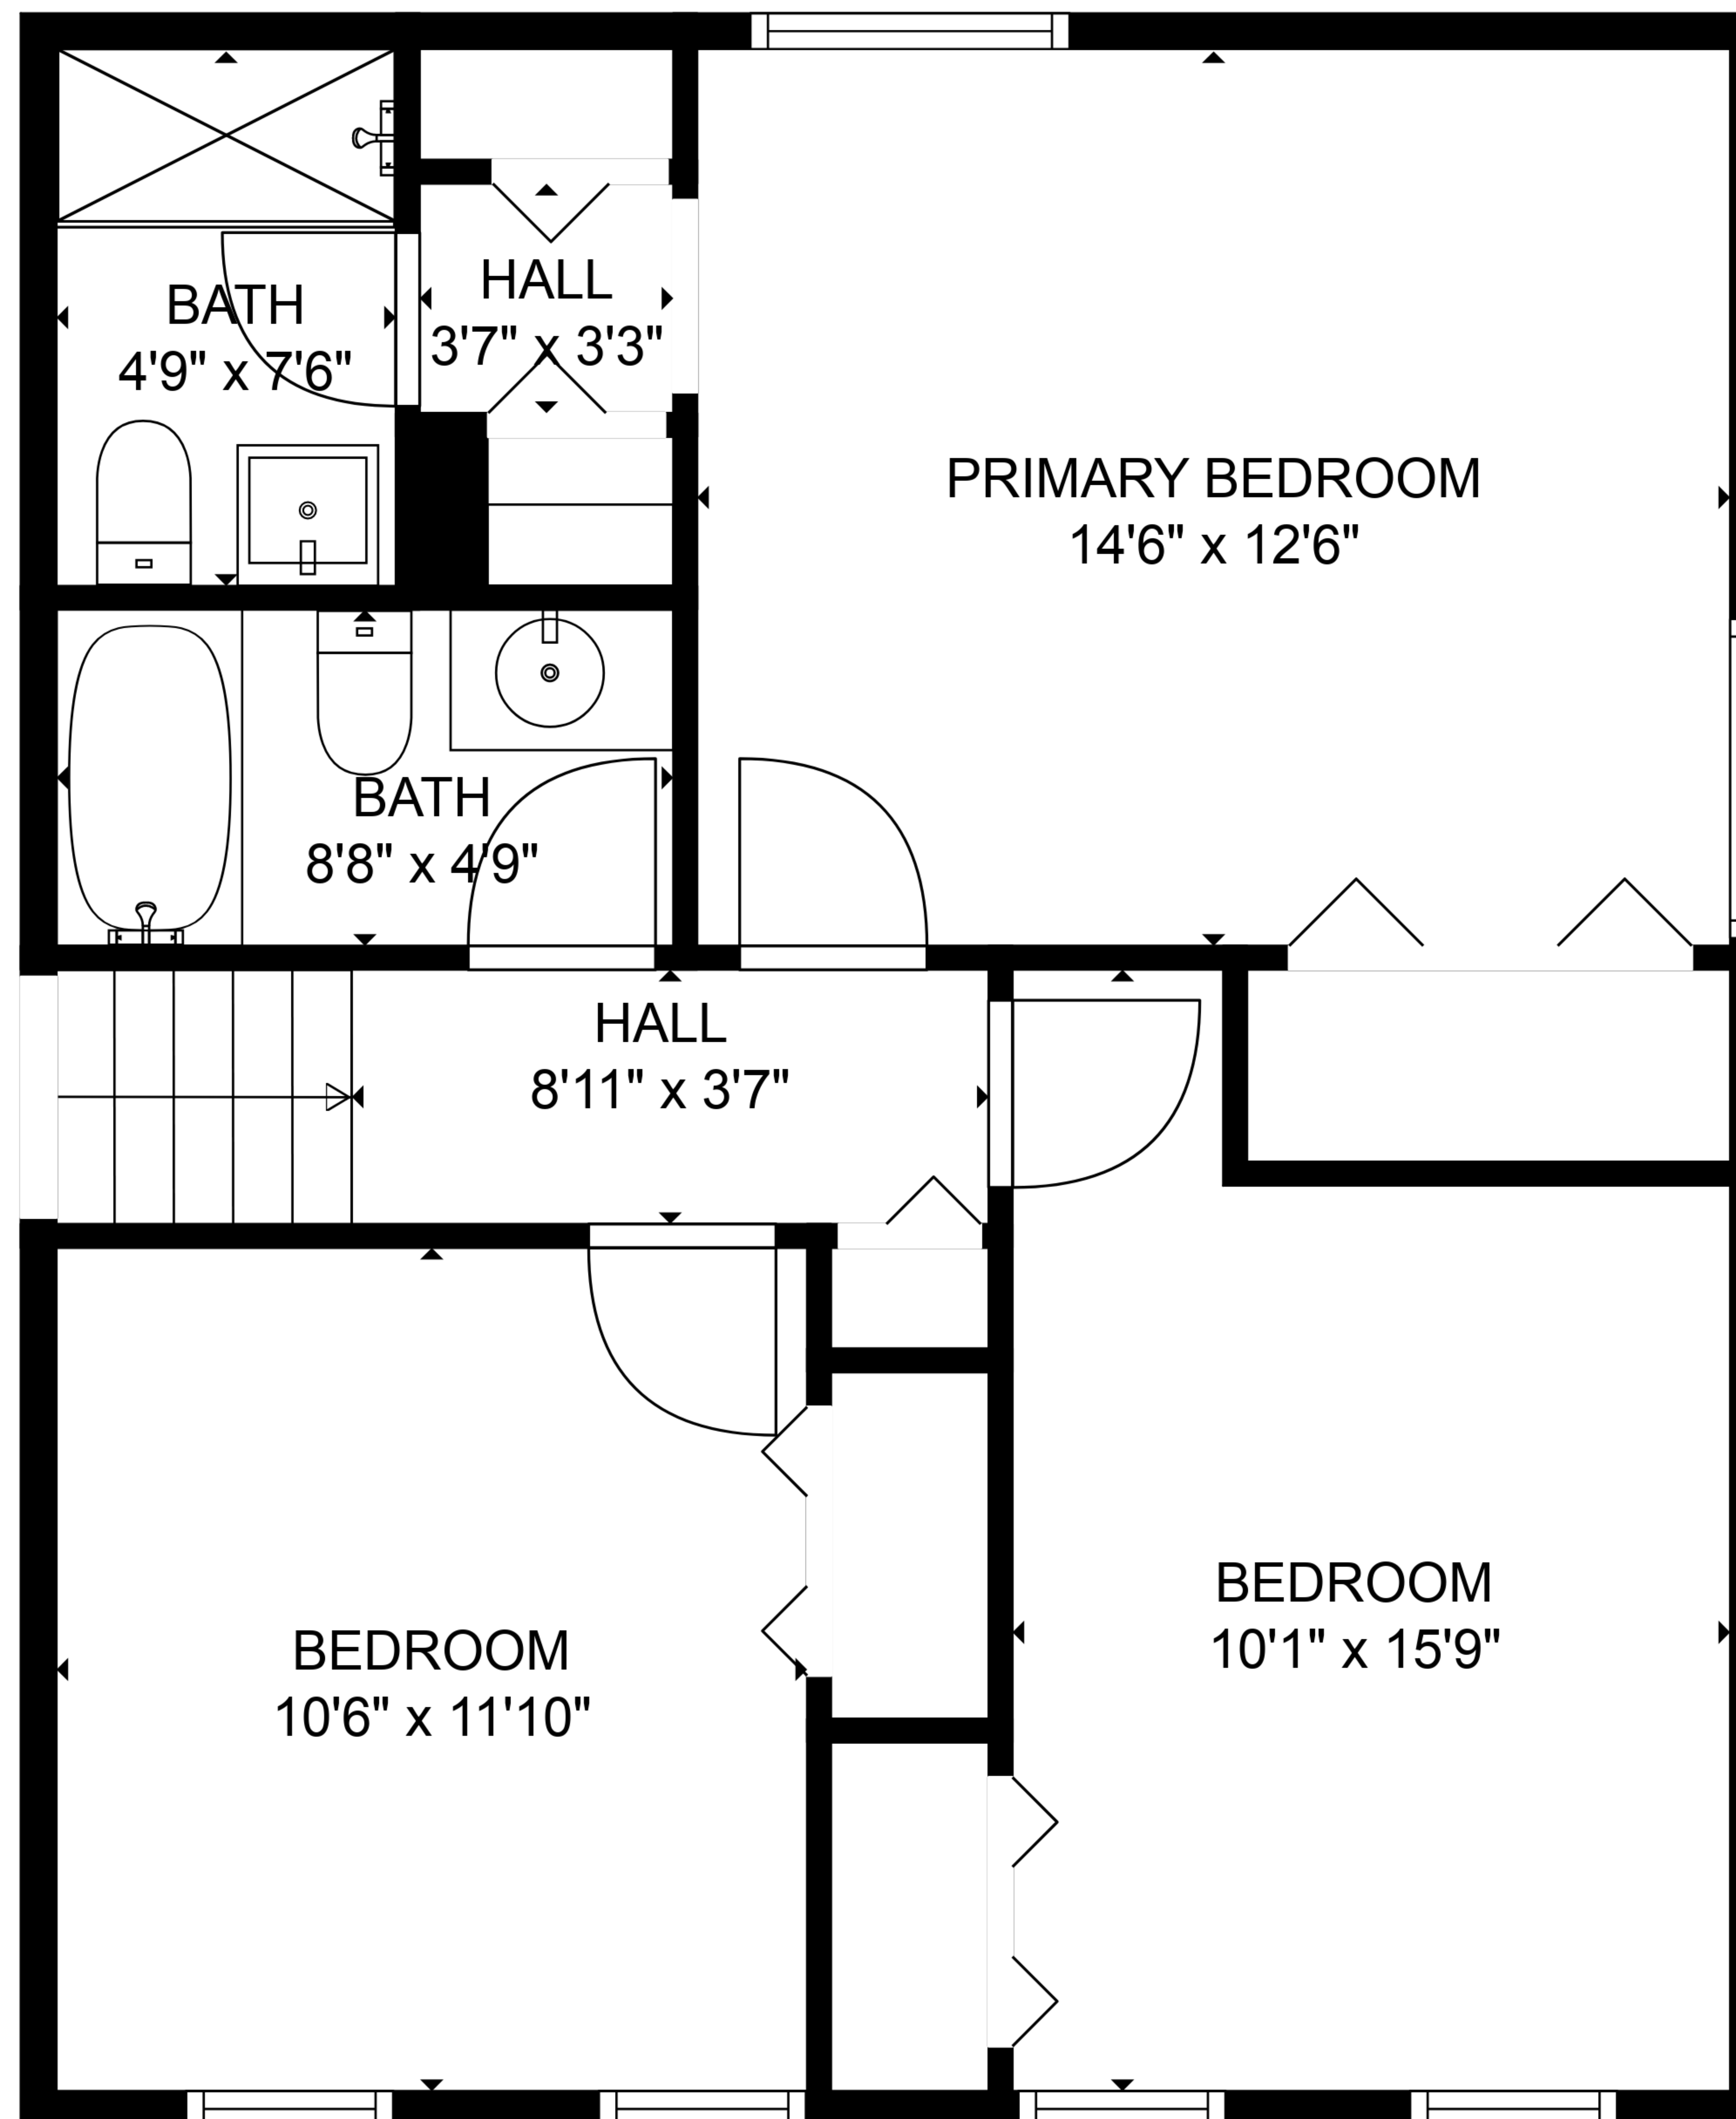 BATH
4'9" x 7'6"
HALL
3'7" x 3'3"
PRIMARY BEDROOM
14'6" x 12'6"
BATH
8'8" x 4'9"
HALL
8'11" x 3'7"
BEDROOM
10'1" x 15'9"
BEDROOM
10'6" x 11'10"